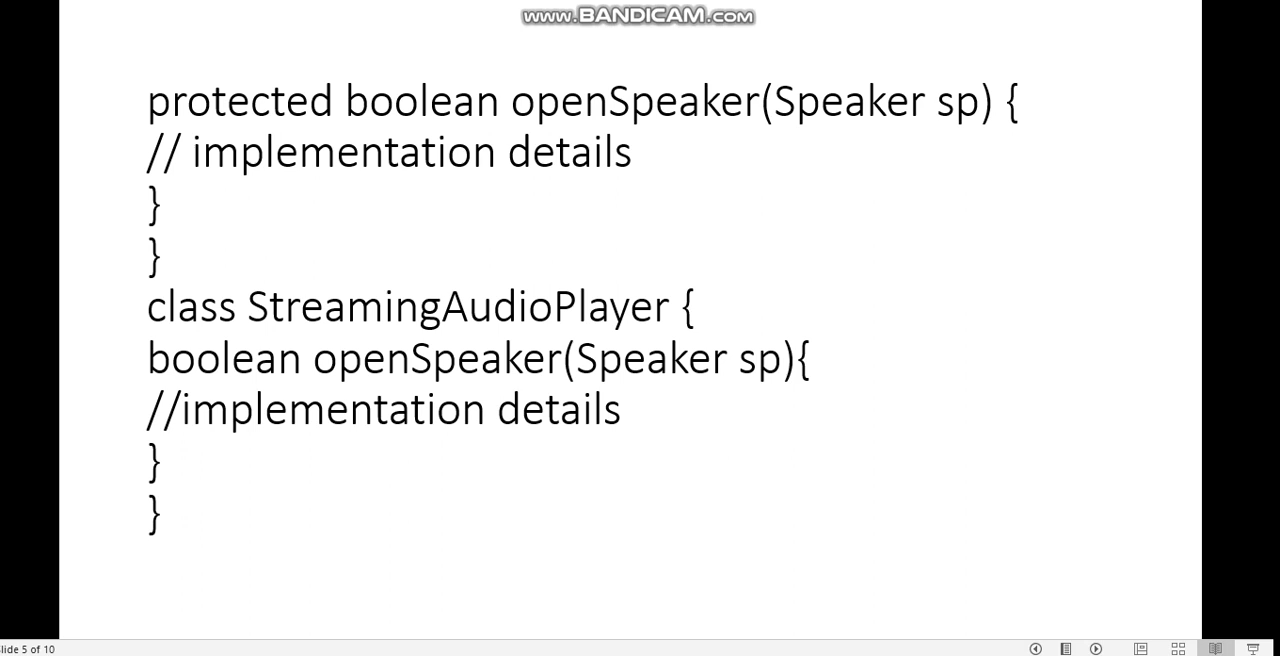 www.BANDICAM.com
protected boolean openSpeaker(Speaker sp) {
// implementation details
}
}
class StreamingAudioPlayer {
boolean openSpeaker(Speaker sp){
//implementation details
}
}
lide 5 of 10